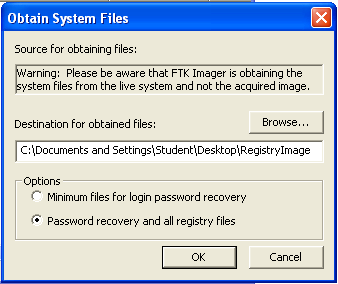 Obtain System Files
Source for obtaining files:
Warning:  Please be aware that FTK Imager is obtaining the
system files from the live system and not the acquired image.
Destination for obtained files:
Browse...
C:\Documents and Settings\Student\Desktop\RegistryImage
Options
Minimum files for login password recovery
Password recovery and all registry files
OK
Cancel